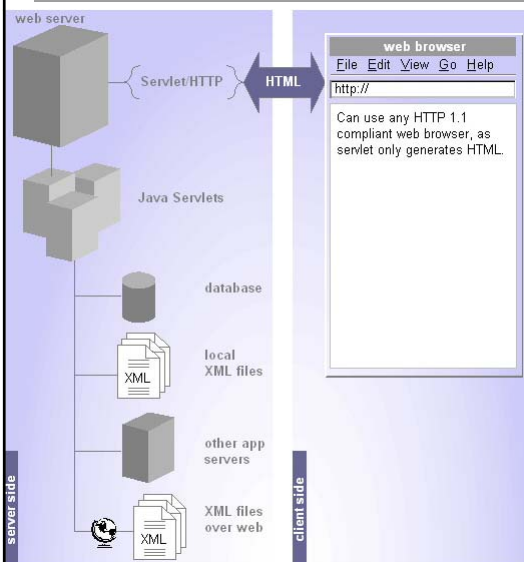 web server
Servlet/HTTP
HTML
Java Servlets
database
local
XML files
XML
other app
servers
XML files
over web
XML
server side
client side
web browser
File Edit View Go Help
http://
Can use any HTTP 1.1
compliant web browser, as
servlet only generates HTML.